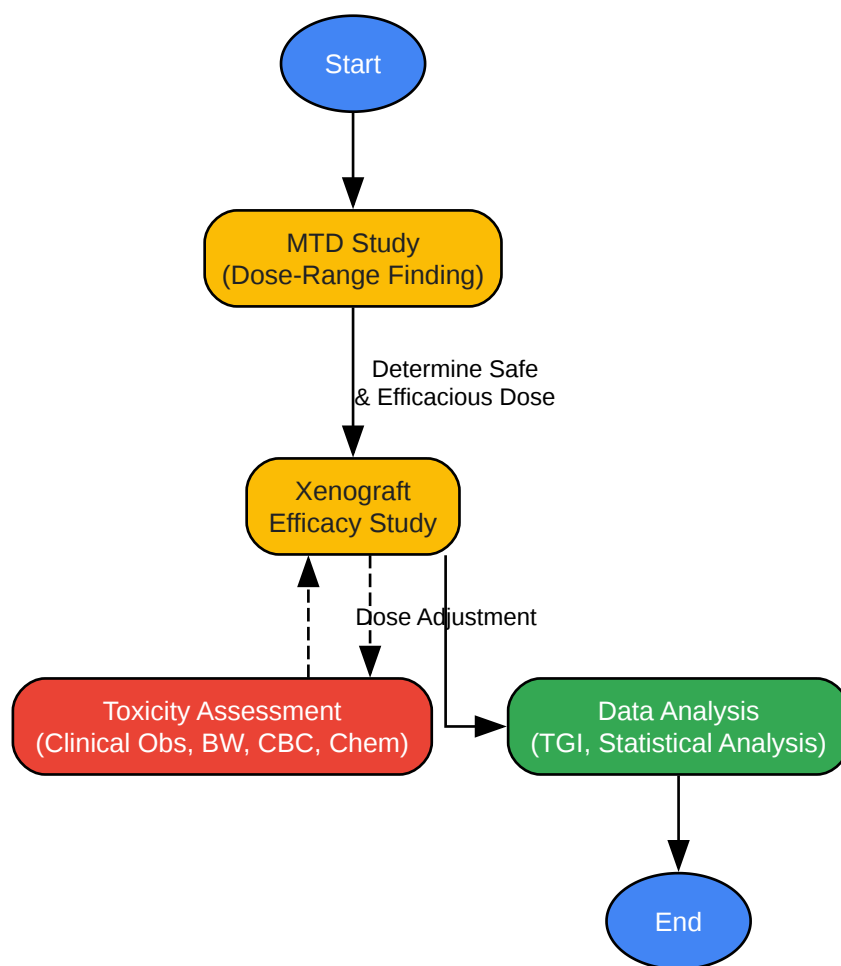 Start
MTD Study
(Dose-Range Finding)
Determine Safe
& Efficacious Dose
Xenograft
Efficacy Study
Dose Adjustment
Toxicity Assessment
(Clinical Obs, BW, CBC, Chem)
Data Analysis
(TGI, Statistical Analysis)
End